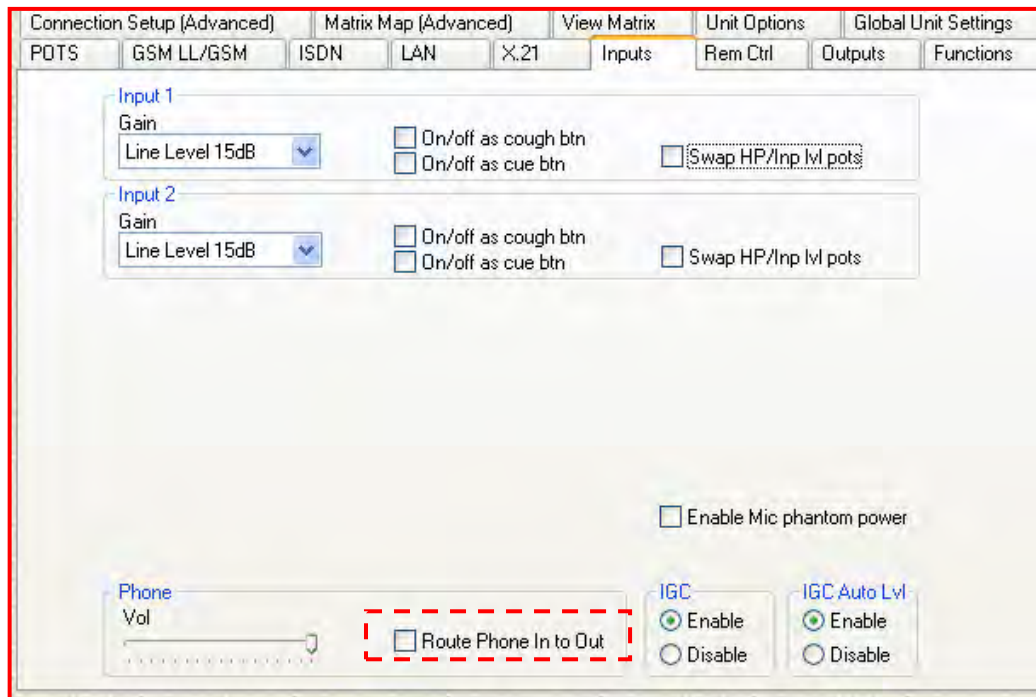 Connection Setup (Advanced) Matrix Map (Advanced) View Matrix Unit Options Global Unit Settings
POTS GSM LL/GSM ISDN LAN X.21 Inputs Rem Ctrl Outputs Functions
Input 1
Gain
Line Level 15dB
On/off as cough btn
On/off as cue btn
Swap HP/Inp lvl pots
Input 2
Gain
Line Level 15dB
On/off as cough btn
On/off as cue btn
Swap HP/Inp lvl pots
Enable Mic phantom power
Phone
Vol
Route Phone In to Out
IGC
Enable
Disable
IGC Auto Lvl
Enable
Disable